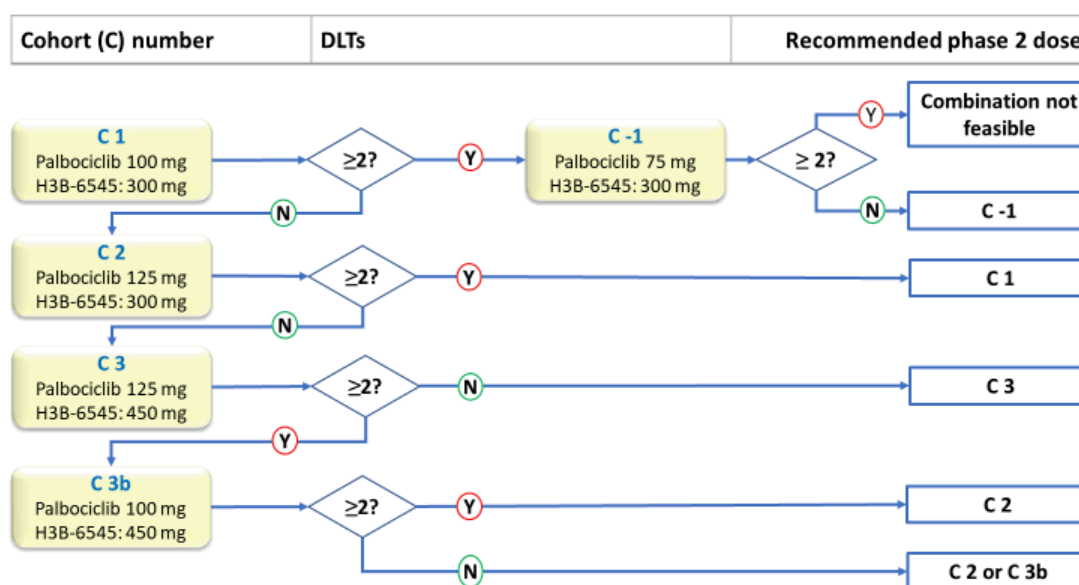 Cohort (C) number DLTs Recommended phase 2 dose
C 1
Palbociclib 100 mg
H3B-6545: 300 mg
≥2?
Y
C -1
Palbociclib 75 mg
H3B-6545: 300 mg
≥ 2?
Y
Combination not
feasible
N
C -1
N
C 2
Palbociclib 125 mg
H3B-6545: 300 mg
≥2?
Y
C 1
N
C 3
Palbociclib 125 mg
H3B-6545: 450 mg
≥2?
N
C 3
Y
C 3b
Palbociclib 100 mg
H3B-6545: 450 mg
≥2?
Y
C 2
N
C 2 or C 3b